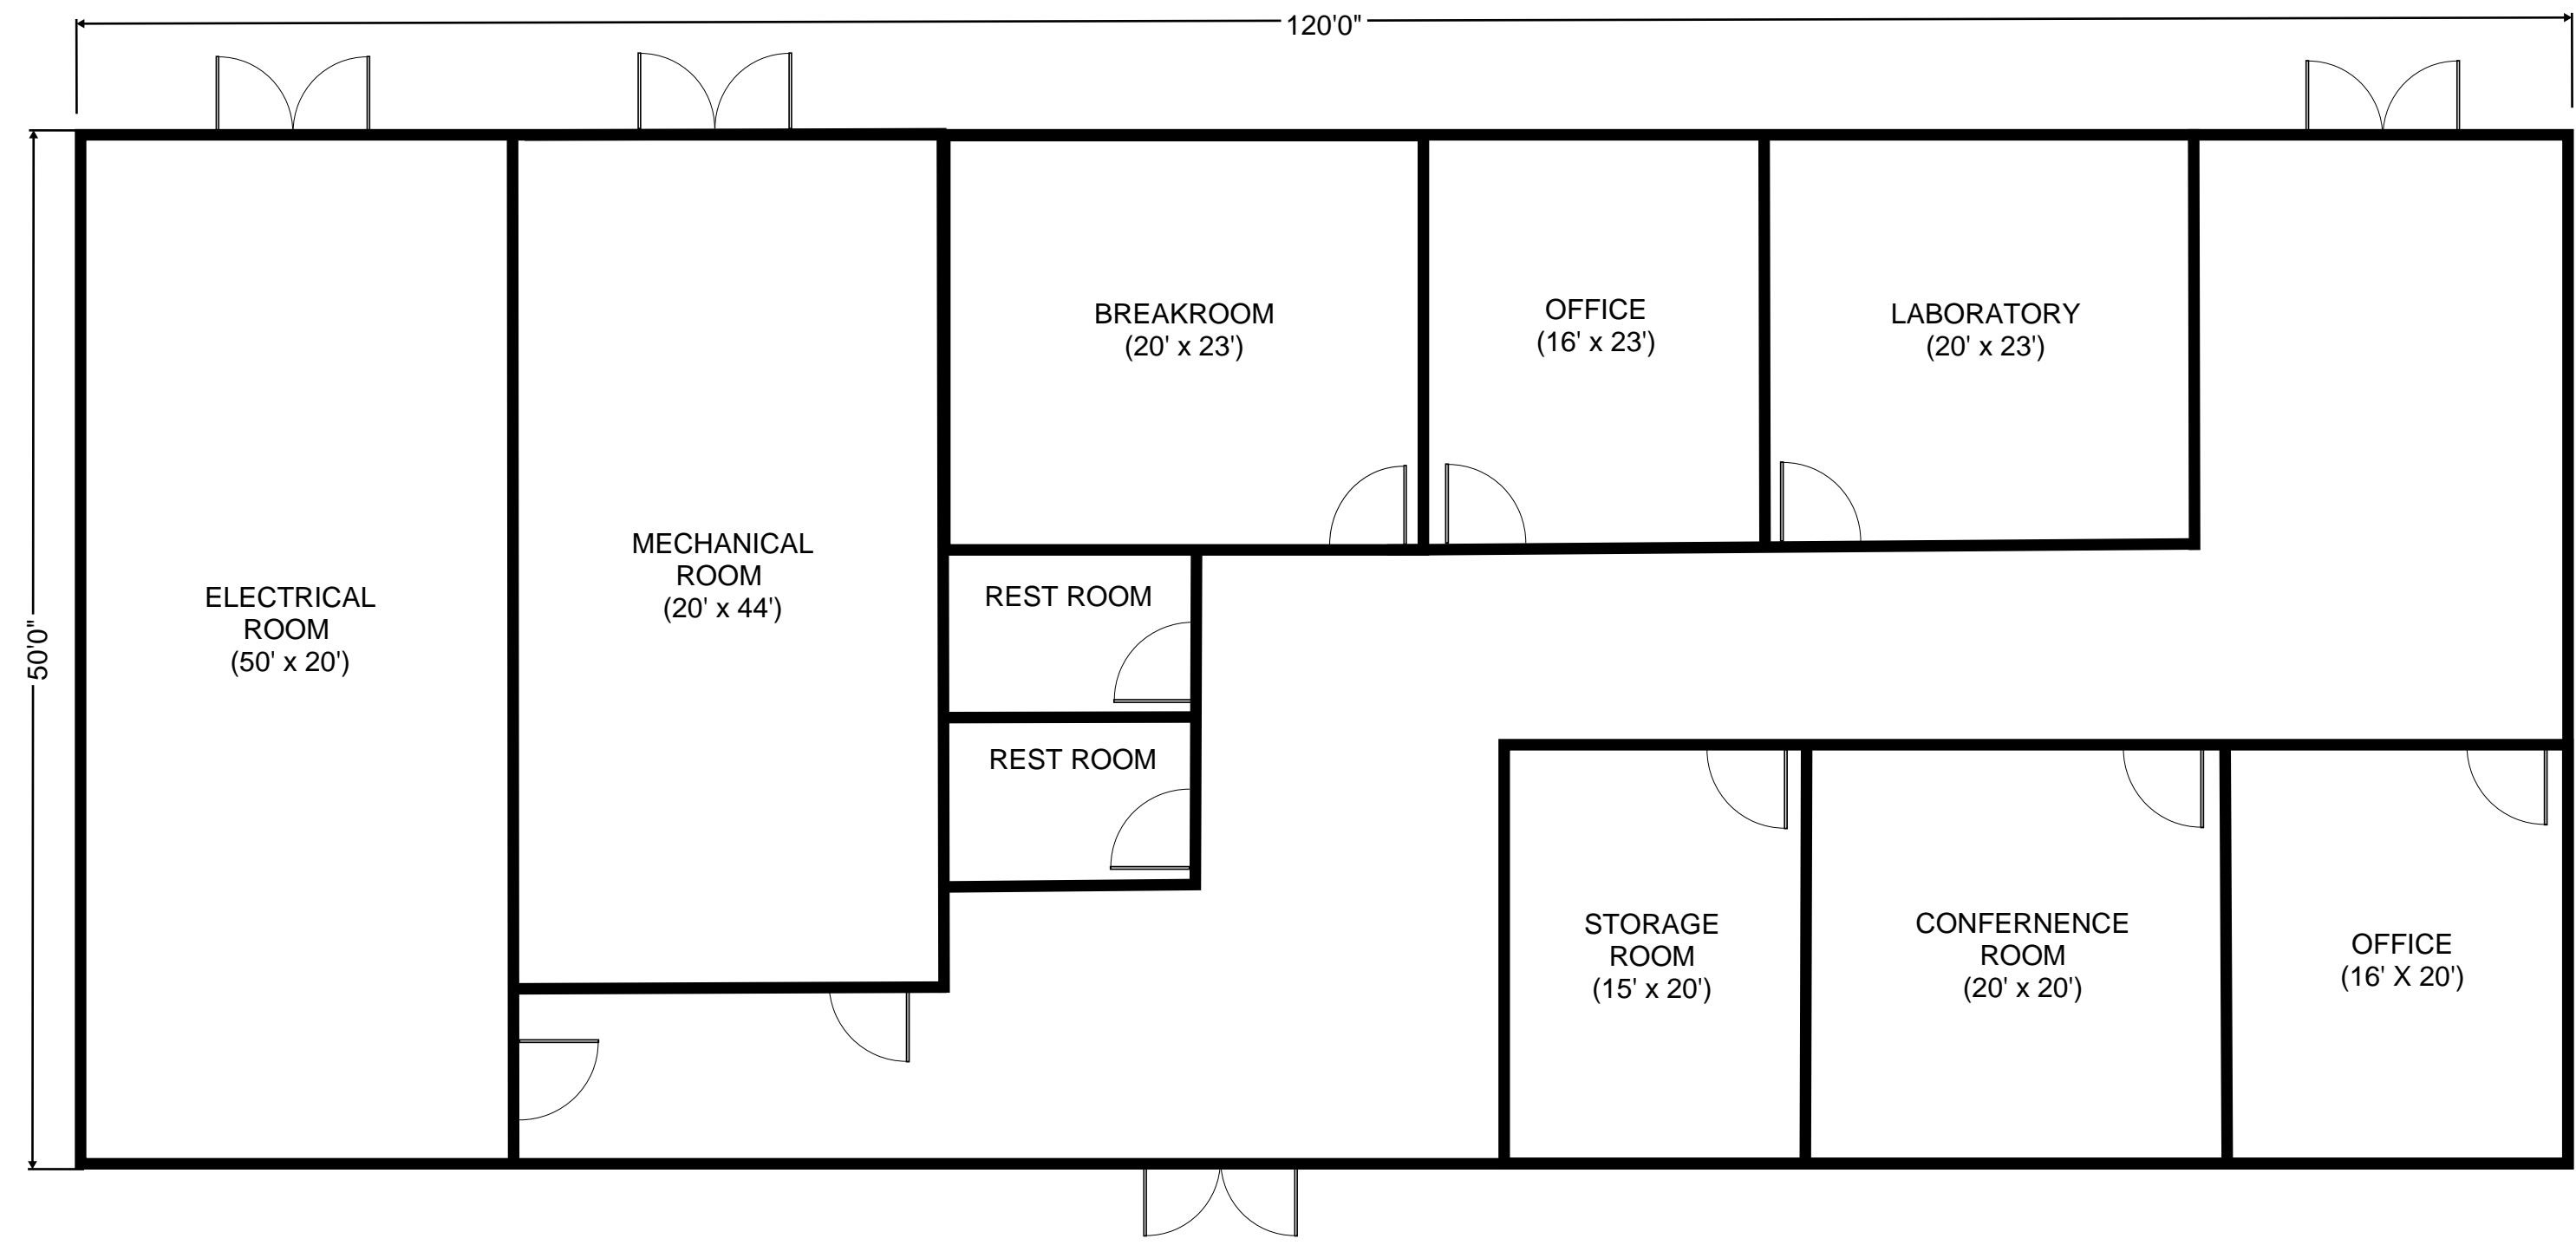 120'0"
50'0"
ELECTRICAL
ROOM
(50' x 20')
MECHANICAL
ROOM
(20' x 44')
BREAKROOM
(20' x 23')
OFFICE
(16' x 23')
LABORATORY
(20' x 23')
REST ROOM
REST ROOM
STORAGE
ROOM
(15' x 20')
CONFERNENCE
ROOM
(20' x 20')
OFFICE
(16' X 20')